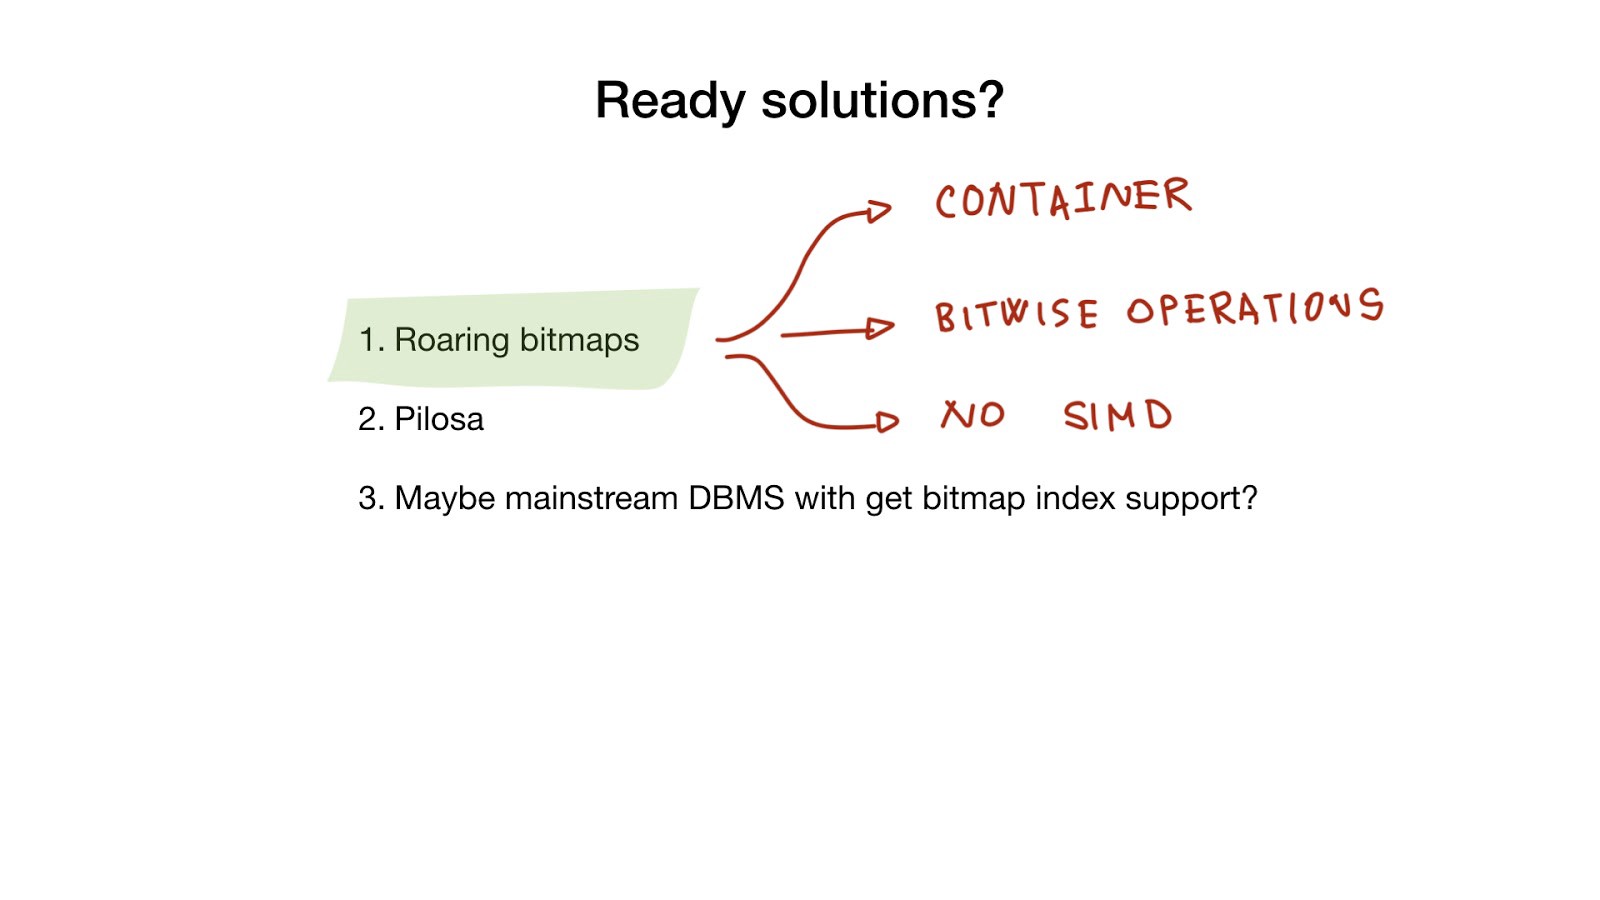 Ready solutions?
CONTAINER
BITWISE OPERATIONS
1. Roaring bitmaps
NO SIMD
2. Pilosa
3. Maybe mainstream DBMS with get bitmap index support?